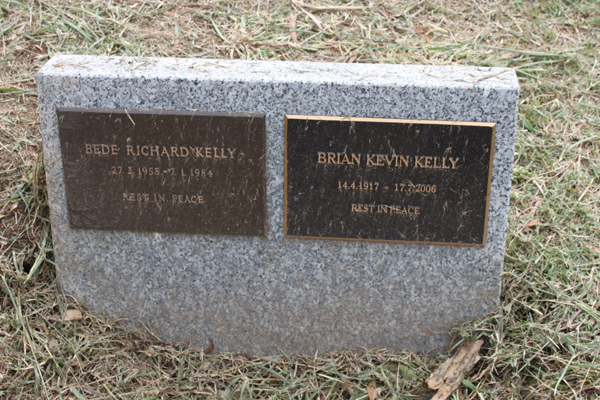 BEDE RICHARD KELLY
27.2.1958 - 7.1.1984
REST IN PEACE
BRIAN KEVIN KELLY
14.4.1917 - 17.7.2006
REST IN PEACE